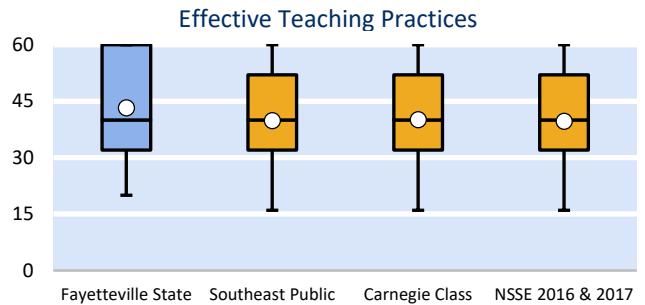 Effective Teaching Practices
60
45
30
15
0
Fayetteville State Southeast Public Carnegie Class NSSE 2016 & 2017